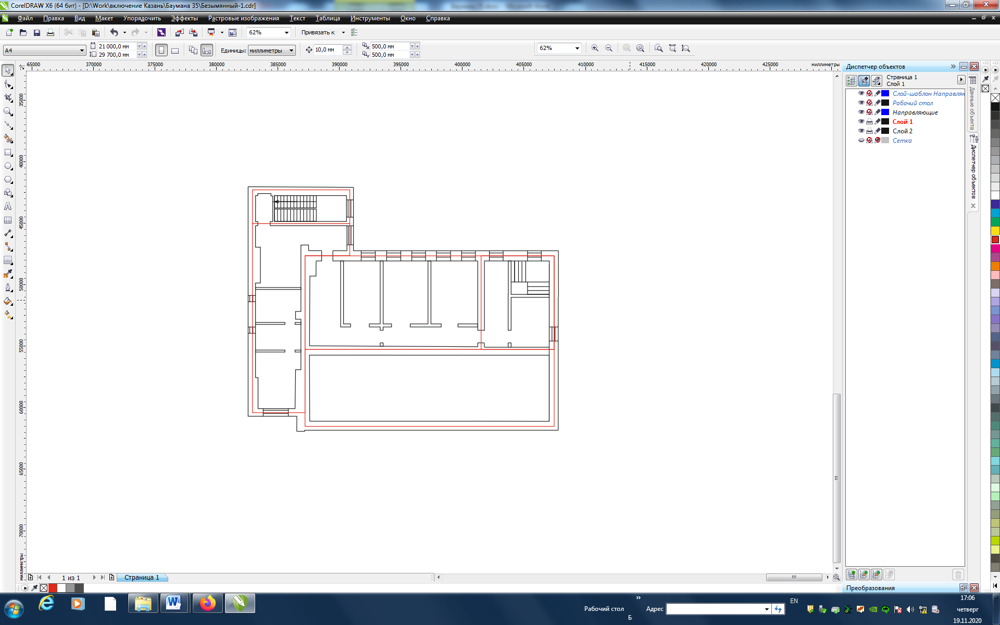 CorelDRAW X6 (64 бит) - [D:\Work\включение Казань\Баумана 35\Безымянный-1.cdr]
Файл Правка Вид Макет Упорядочить Эффекты Растровые изображения Текст Таблица Инструменты Окно Справка
62% Привязать к
A4 21 000,0 мм 29 700,0 мм Единицы: миллиметры 10,0 мм 500,0 мм 500,0 мм 62%
365000 370000 375000 380000 385000 390000 395000 400000 405000 410000 415000 420000 425000 миллиметры
35000
40000
45000
50000
55000
60000
65000
70000
миллиметры
Диспетчер объектов
Страница 1
Слой 1
Слой-шаблон Направляю
Рабочий стол
Направляющие
Слой 1
Слой 2
Сетка
Данные объекта
Диспетчер объектов
1 из 1 Страница 1
Преобразования
Рабочий стол
Б
Адрес
EN
17:06
четверг
19.11.2020